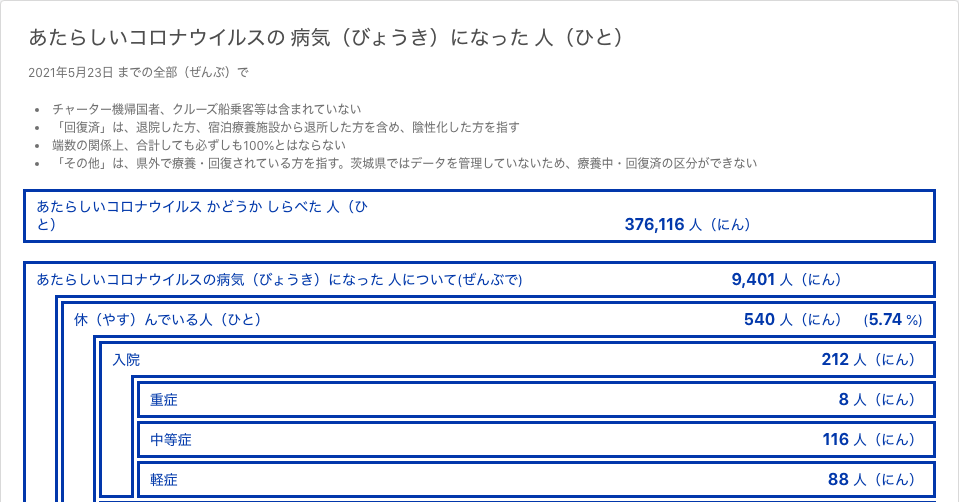 あたらしいコロナウイルスの 病気（びょうき）になった 人（ひと）
2021年5月23日 までの全部（ぜんぶ）で
• チャーター機帰国者、クルーズ船乗客等は含まれていない
• 「回復済」は、退院した方、宿泊療養施設から退所した方を含め、陰性化した方を指す
• 端数の関係上、合計しても必ずしも100%とはならない
• 「その他」は、県外で療養・回復されている方を指す。茨城県ではデータを管理していないため、療養中・回復済の区分ができない
あたらしいコロナウイルス かどうか しらべた 人（ひ
と） 376,116 人（にん）
あたらしいコロナウイルスの病気（びょうき）になった 人について(ぜんぶで) 9,401 人（にん）
休（やす）んでいる人（ひと） 540 人（にん） (5.74 %)
入院 212 人（にん）
重症 8 人（にん）
中等症 116 人（にん）
軽症 88 人（にん）